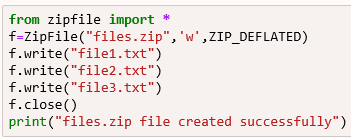 from zipfile import *
f=ZipFile("files.zip",'w',ZIP_DEFLATED)
f.write("file1.txt")
f.write("file2.txt")
f.write("file3.txt")
f.close()
print("files.zip file created successfully")